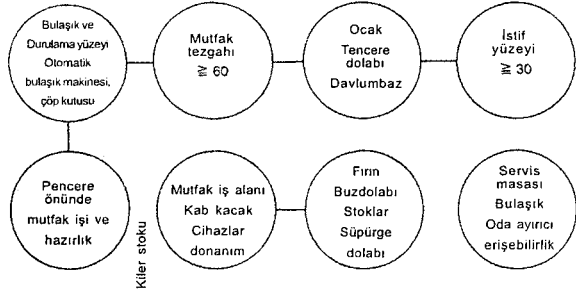 Bulaşık ve
Durulama yüzeyi
Otomatik
bulaşık makinesi,
çöp kutusu
Mutfak
tezgahı
≧ 60
Ocak
Tencere
dolabı
Davlumbaz
İstif
yüzeyi
≧ 30
Pencere
önünde
mutfak işi ve
hazırlık
Kiler stoku
Mutfak iş alanı
Kab kacak
Cihazlar
donanım
Fırın
Buzdolabı
Stoklar
Süpürge
dolabı
Servis
masası
Bulaşık
Oda ayırıcı
erişebilirlik